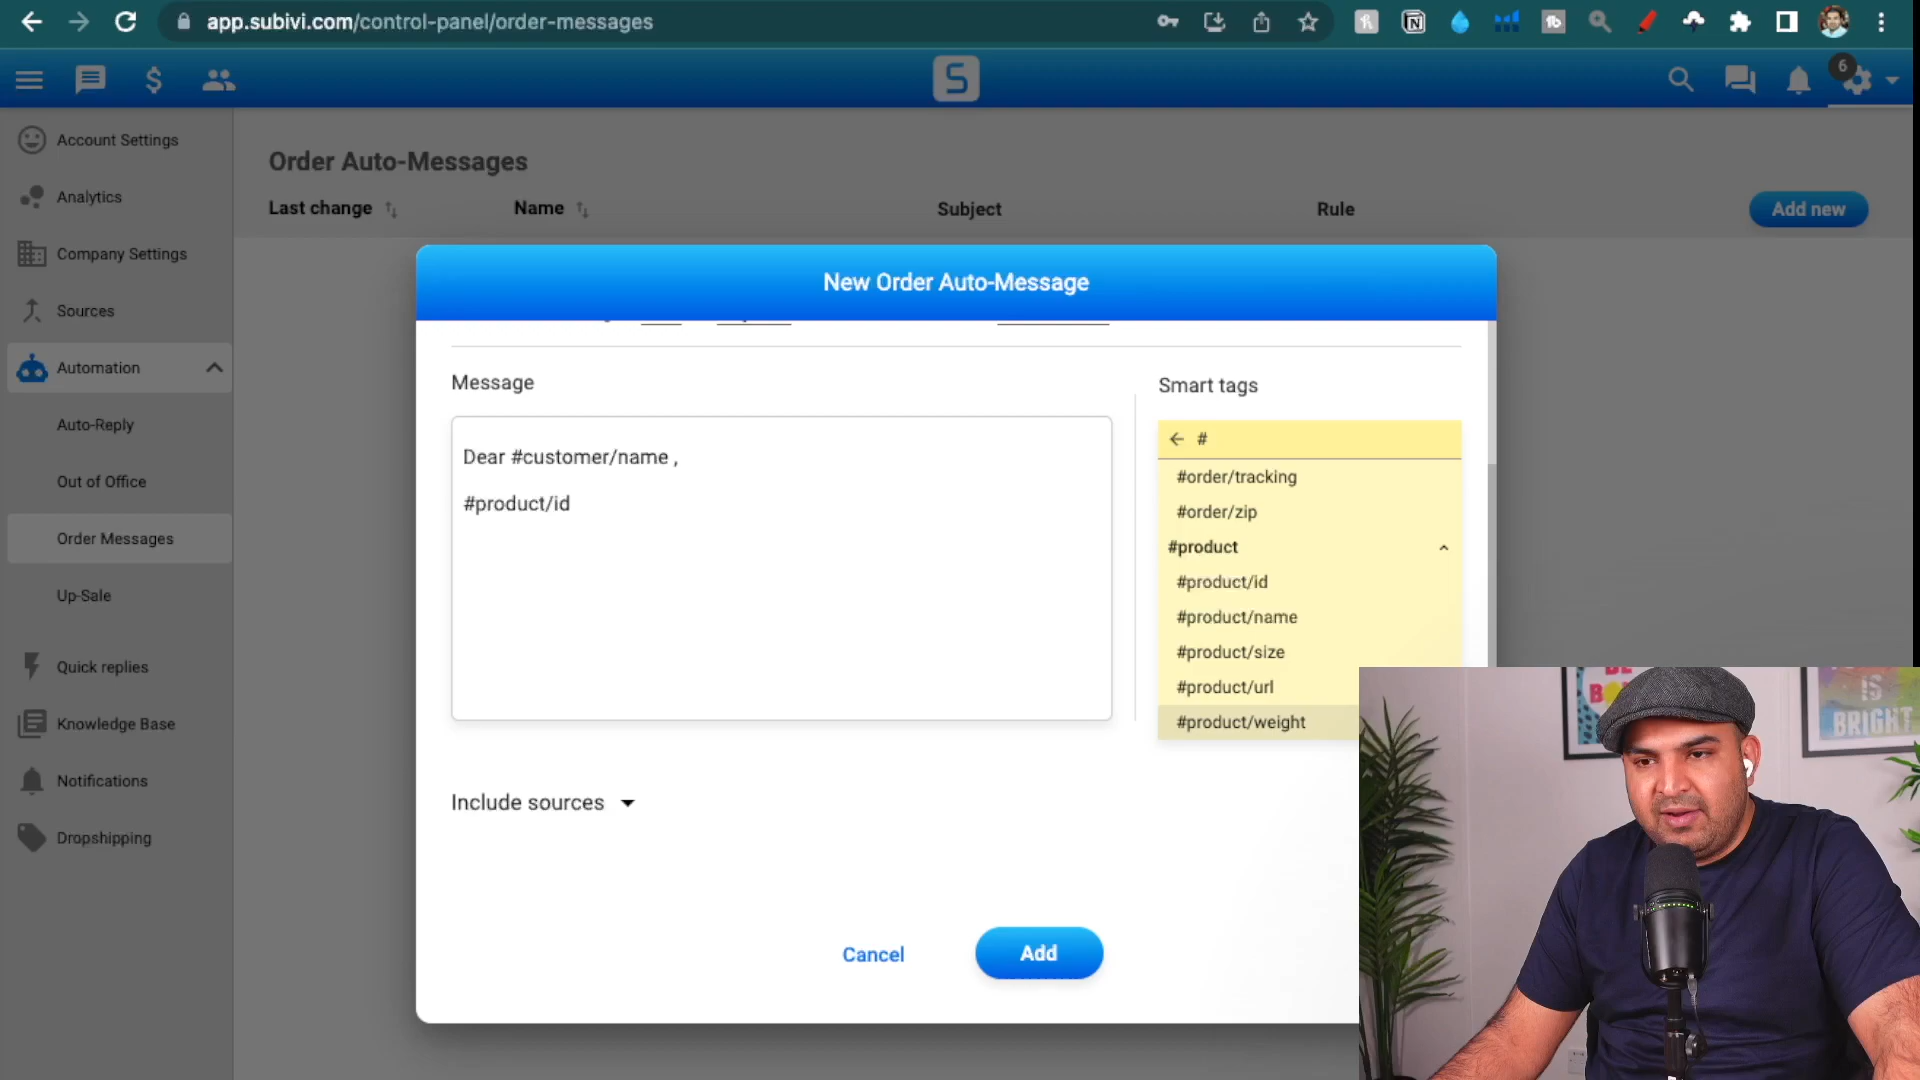 app.subivi.com/control-panel/order-messages
S
6
Account Settings
Analytics
Company Settings
Sources
Automation
Auto-Reply
Out of Office
Order Messages
Up-Sale
Quick replies
Knowledge Base
Notifications
Dropshipping
Order Auto-Messages
Last change
Name
Subject
Rule
Add new
New Order Auto-Message
Message
Dear #customer/name ,
#product/id
Smart tags
#
#order/tracking
#order/zip
#product
#product/id
#product/name
#product/size
#product/url
#product/weight
Include sources
Cancel
Add
IS
BRIGHT